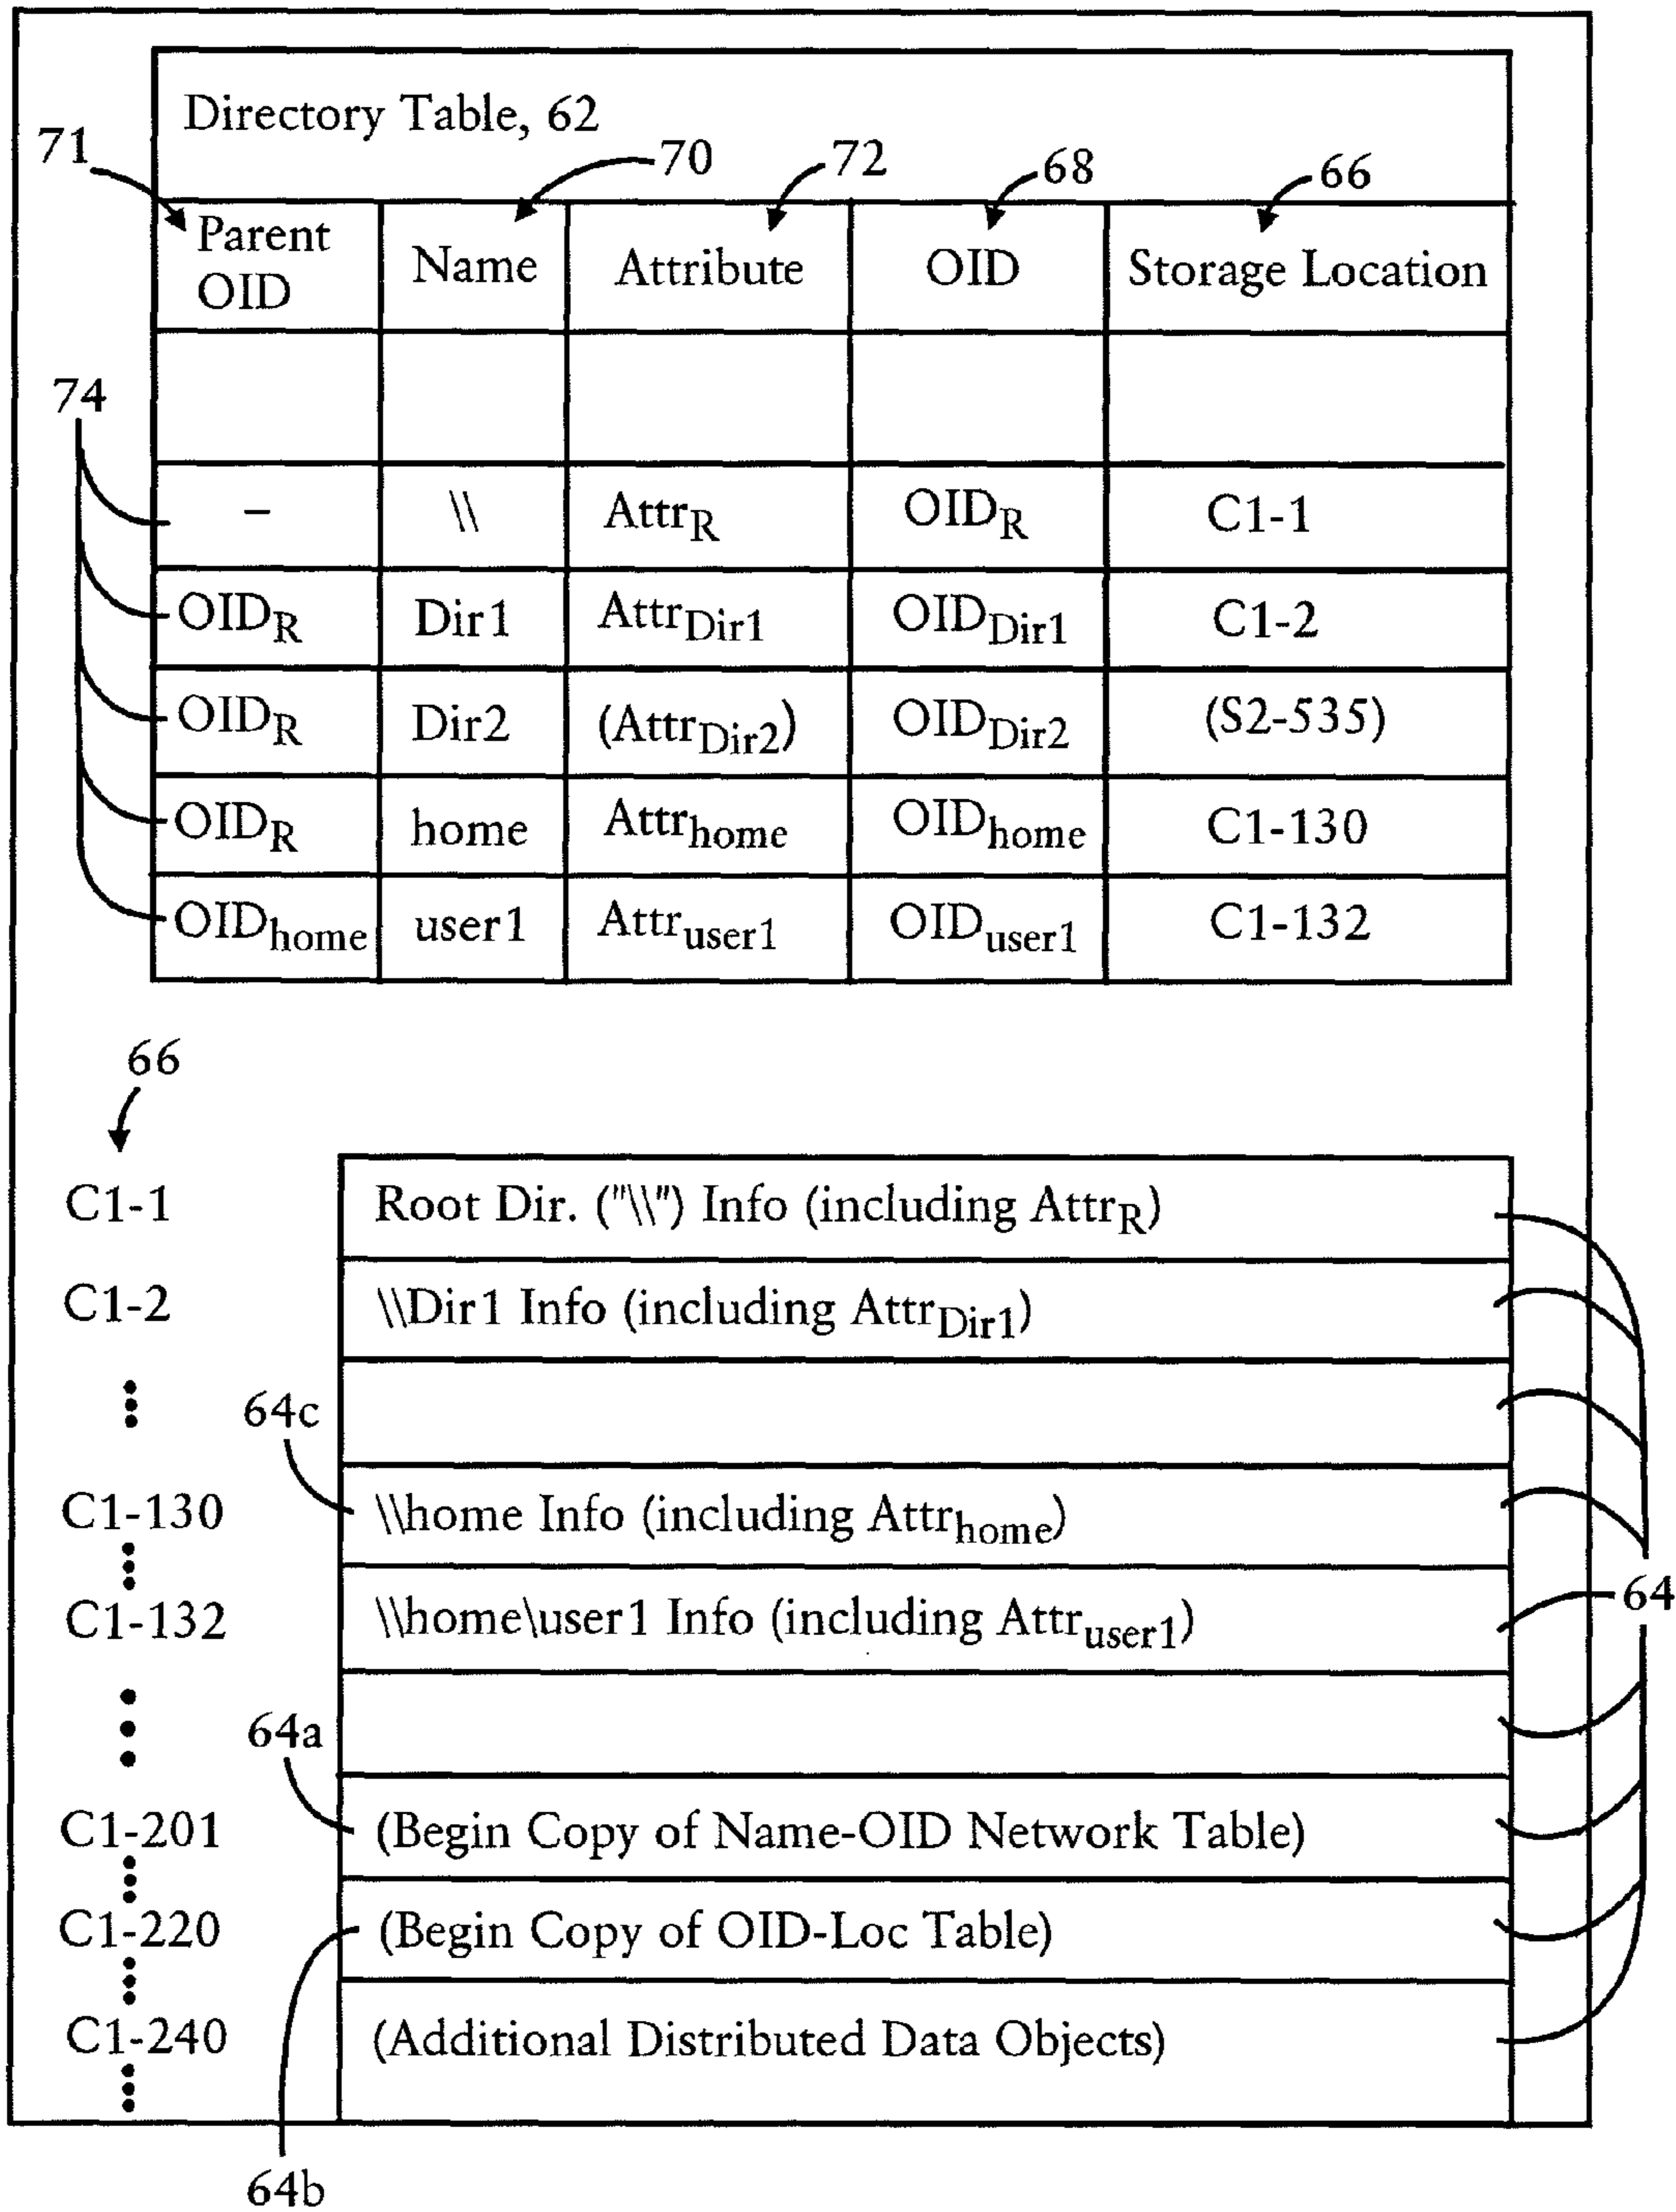 Directory Table, 62
71 70 72 68 66
Parent OID Name Attribute OID Storage Location
74
– \\ AttrR OIDR C1-1
OIDR Dir1 AttrDir1 OIDDir1 C1-2
OIDR Dir2 (AttrDir2) OIDDir2 (S2-535)
OIDR home Attrhome OIDhome C1-130
OIDhome user1 Attruser1 OIDuser1 C1-132
66
C1-1 Root Dir. ("\\") Info (including AttrR)
C1-2 \\Dir1 Info (including AttrDir1)
64c
C1-130 \\home Info (including Attrhome)
64
C1-132 \\home\user1 Info (including Attruser1)
64a
C1-201 (Begin Copy of Name-OID Network Table)
C1-220 (Begin Copy of OID-Loc Table)
C1-240 (Additional Distributed Data Objects)
64b